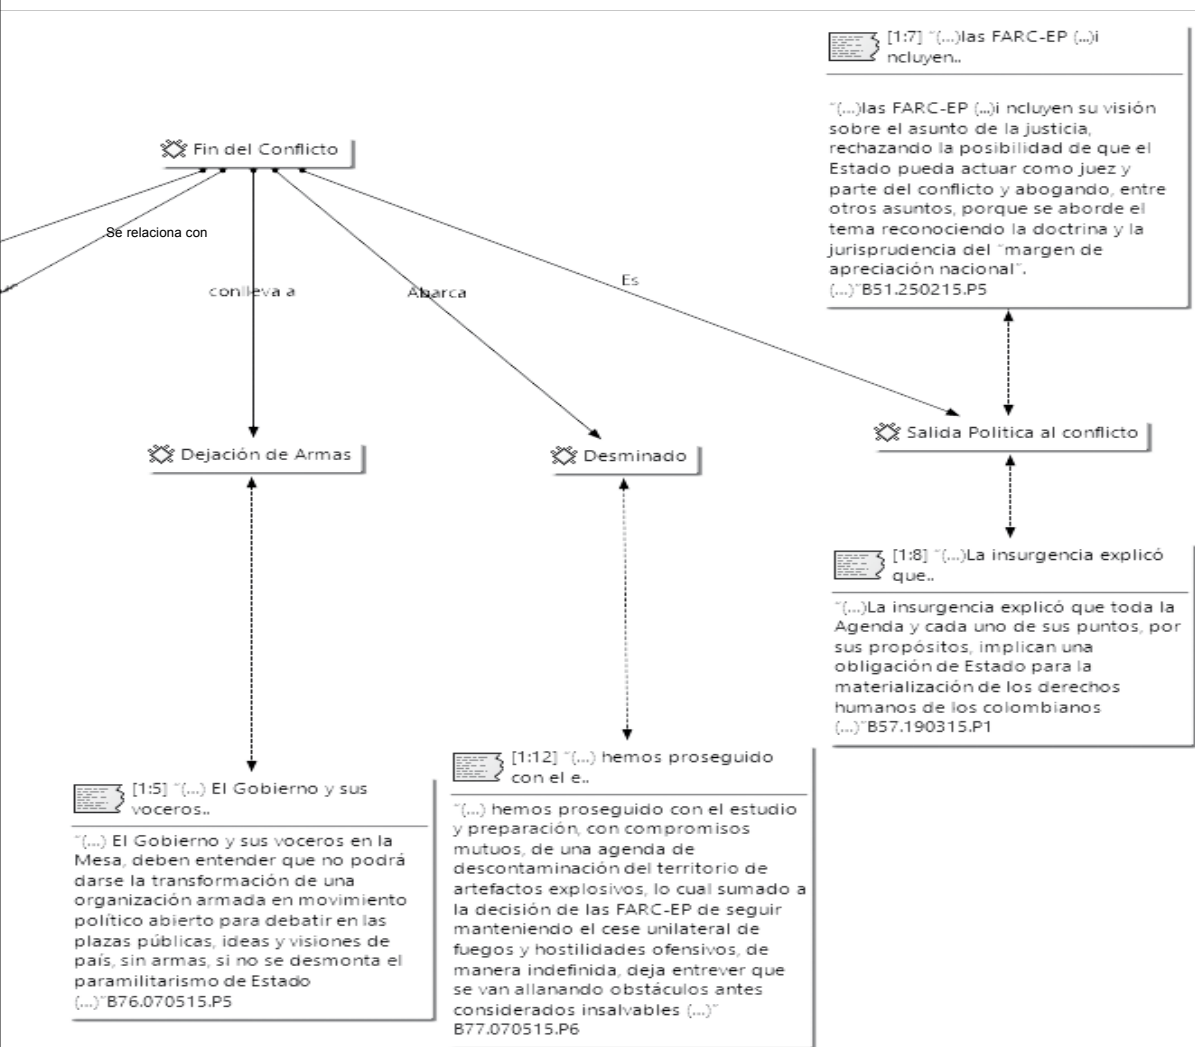 [1:7] "(...)las FARC-EP (...)i
ncluyen..
"(...)las FARC-EP (...)i ncluyen su visión
sobre el asunto de la justicia,
rechazando la posibilidad de que el
Estado pueda actuar como juez y
parte del conflicto y abogando, entre
otros asuntos, porque se aborde el
tema reconociendo la doctrina y la
jurisprudencia del "margen de
apreciación nacional".
(...)"B51.250215.P5
Fin del Conflicto
Se relaciona con
conlleva a
Abarca
Es
Dejación de Armas
Desminado
Salida Politica al conflicto
[1:8] "(...)La insurgencia explicó
que..
"(...)La insurgencia explicó que toda la
Agenda y cada uno de sus puntos, por
sus propósitos, implican una
obligación de Estado para la
materialización de los derechos
humanos de los colombianos
(...)"B57.190315.P1
[1:5] "(...) El Gobierno y sus
voceros..
"(...) El Gobierno y sus voceros en la
Mesa, deben entender que no podrá
darse la transformación de una
organización armada en movimiento
político abierto para debatir en las
plazas públicas, ideas y visiones de
país, sin armas, si no se desmonta el
paramilitarismo de Estado
(...)"B76.070515.P5
[1:12] "(...) hemos proseguido
con el e..
"(...) hemos proseguido con el estudio
y preparación, con compromisos
mutuos, de una agenda de
descontaminación del territorio de
artefactos explosivos, lo cual sumado a
la decisión de las FARC-EP de seguir
manteniendo el cese unilateral de
fuegos y hostilidades ofensivos, de
manera indefinida, deja entrever que
se van allanando obstáculos antes
considerados insalvables (...)"
B77.070515.P6